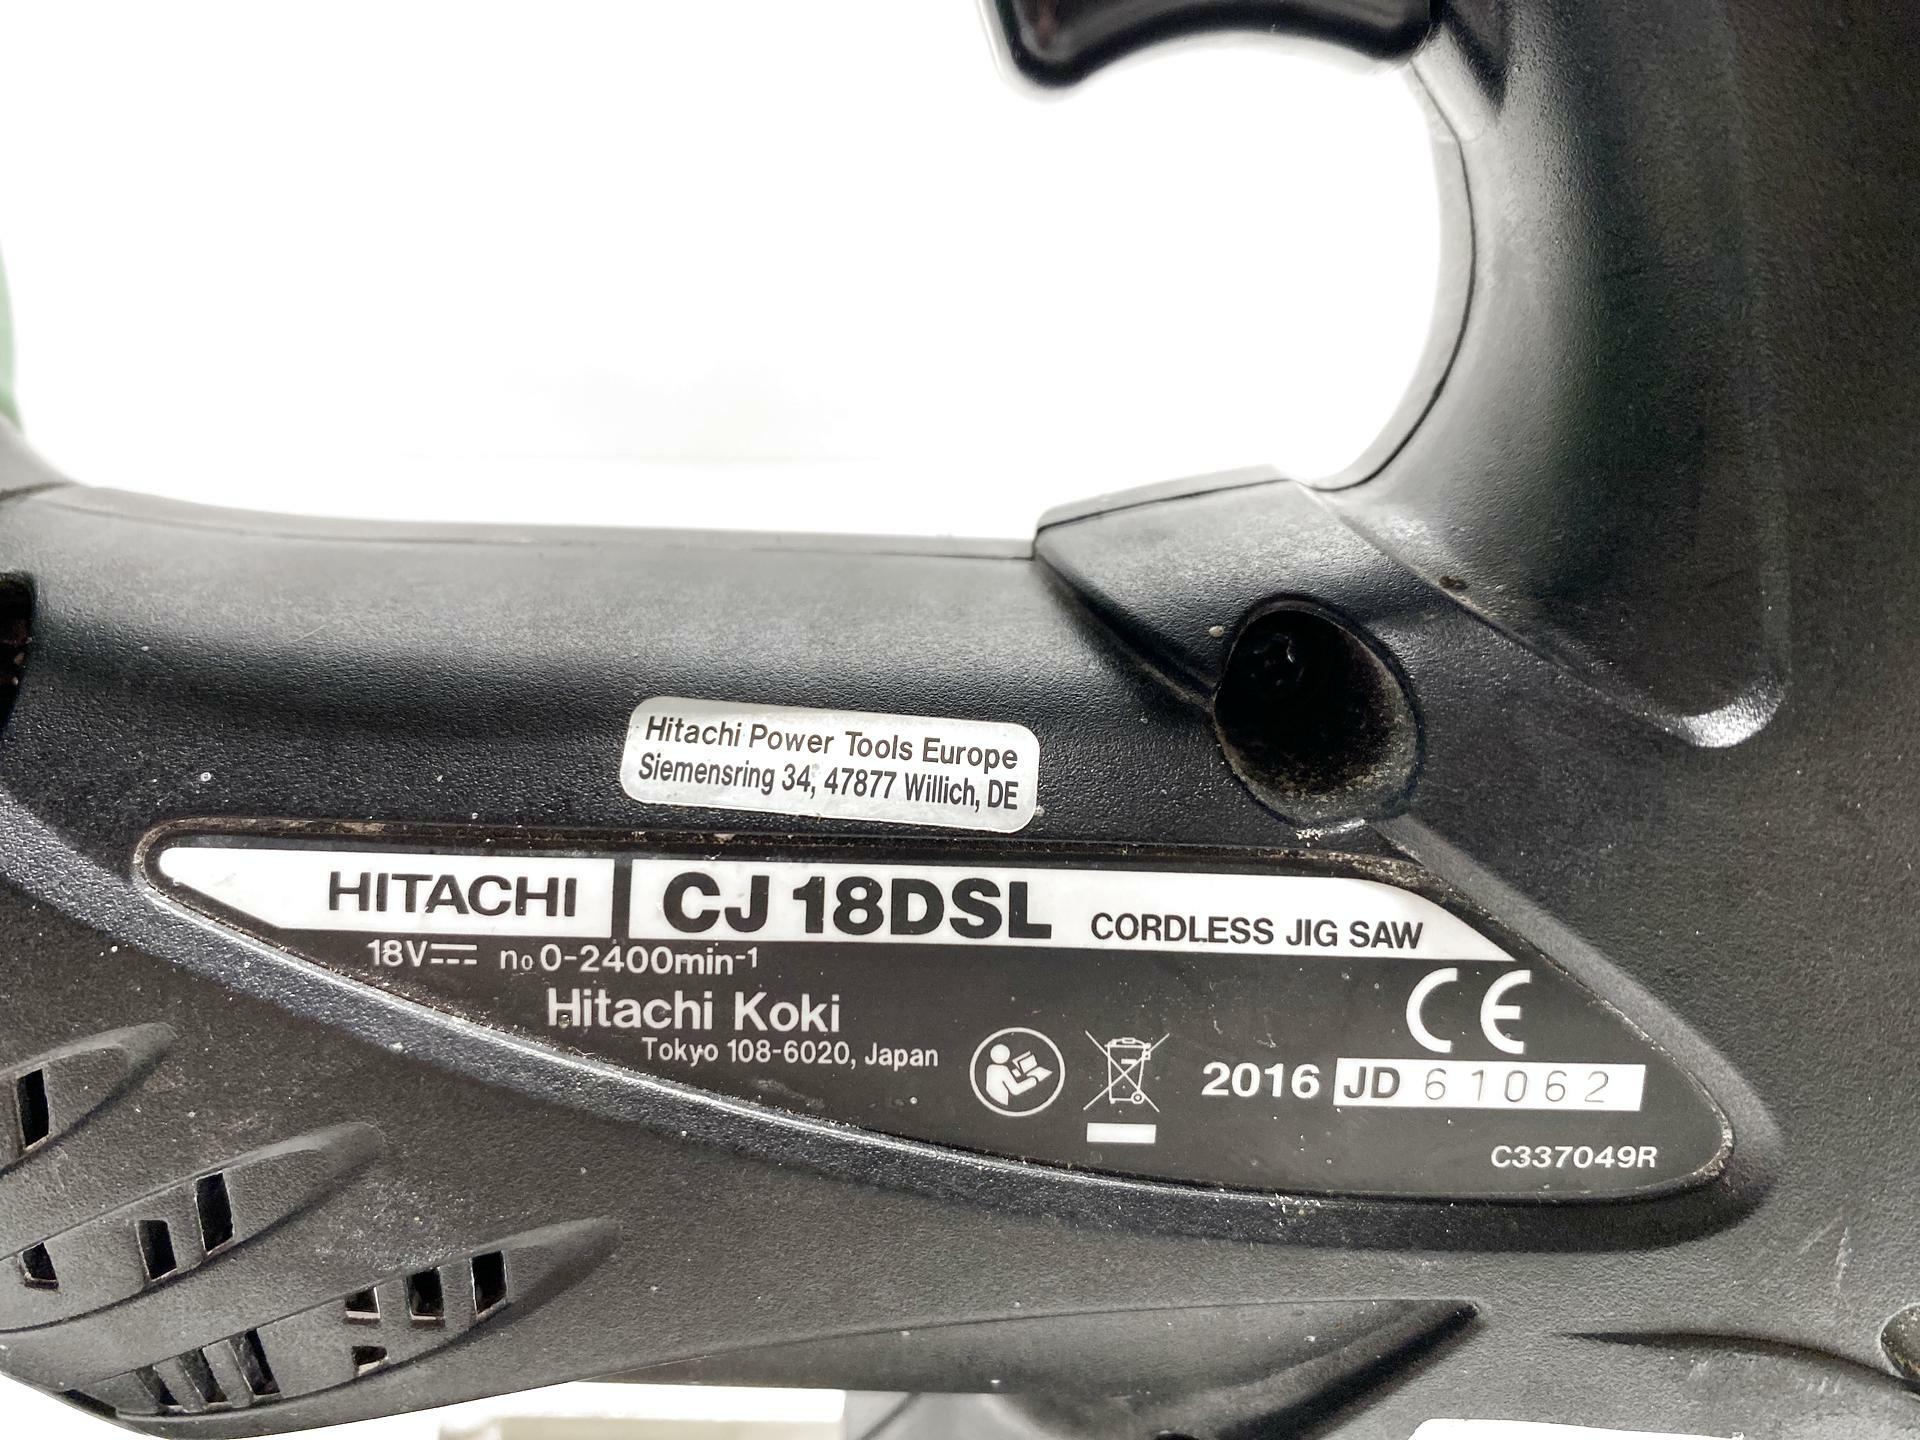 Hitachi Power Tools Europe
Siemensring 34, 47877 Willich, DE
HITACHI CJ 18DSL CORDLESS JIG SAW
18V⎓ n₀ 0-2400min⁻¹
Hitachi Koki
Tokyo 108-6020, Japan
CE
2016 JD 61062
C337049R